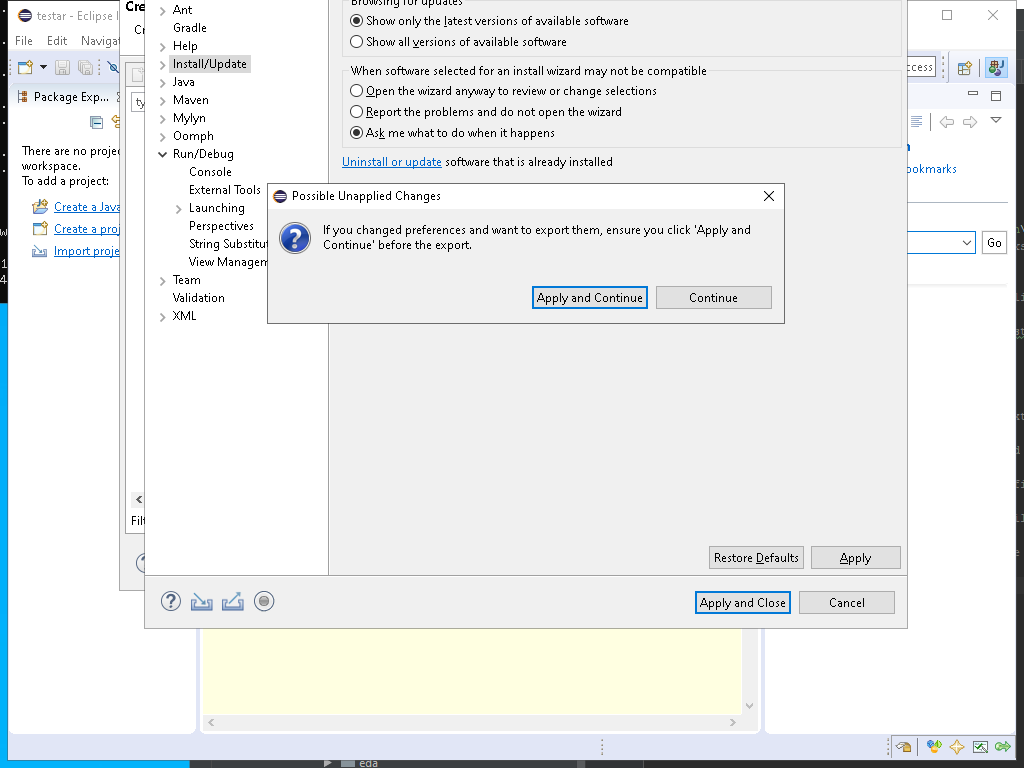 testar - Eclipse
File Edit Navigat
Cre
Cr
Ant
Gradle
Help
Install/Update
Java
Maven
Mylyn
Oomph
Run/Debug
Console
External Tools
Launching
Perspectives
String Substitut
View Managem
Team
Validation
XML
Browsing for updates
Show only the latest versions of available software
Show all versions of available software
When software selected for an install wizard may not be compatible
Open the wizard anyway to review or change selections
Report the problems and do not open the wizard
Ask me what to do when it happens
Uninstall or update software that is already installed
Package Exp...
There are no projec
workspace.
To add a project:
Create a Java
Create a proj
Import proje
ty
Filt
ccess
ookmarks
Go
Possible Unapplied Changes
If you changed preferences and want to export them, ensure you click 'Apply and
Continue' before the export.
Apply and Continue
Continue
Restore Defaults
Apply
Apply and Close
Cancel
eda